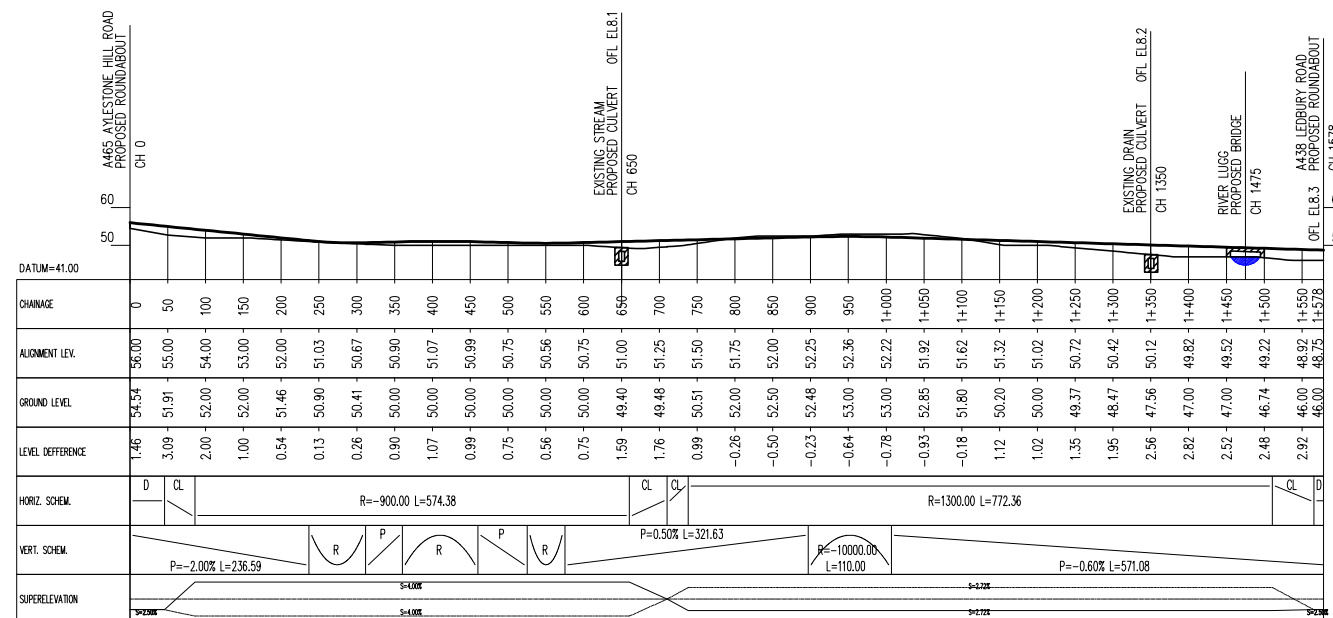 A465 AYLESTONE HILL ROAD
PROPOSED ROUNDABOUT
CH 0
EXISTING STREAM
PROPOSED CULVERT OFL EL8.1
CH 650
EXISTING DRAIN
PROPOSED CULVERT OFL EL8.2
CH 1350
RIVER LUGG
PROPOSED BRIDGE
CH 1475
A438 LEDBURY ROAD
OFL EL8.3 PROPOSED ROUNDABOUT
CH 1578
60
50
DATUM=41.00
CHAINAGE 0 50 100 150 200 250 300 350 400 450 500 550 600 650 700 750 800 850 900 950 1+000 1+050 1+100 1+150 1+200 1+250 1+300 1+350 1+400 1+450 1+500 1+550 1+578
ALIGNMENT LEV. 56.00 55.00 54.00 53.00 52.00 51.03 50.67 50.90 51.07 50.99 50.75 50.56 50.75 51.00 51.25 51.50 51.75 52.00 52.25 52.36 52.22 51.92 51.62 51.32 51.02 50.72 50.42 50.12 49.82 49.52 49.22 48.92 48.75
GROUND LEVEL 54.54 51.91 52.00 52.00 51.46 50.90 50.41 50.00 50.00 50.00 50.00 50.00 50.00 49.40 49.48 50.51 52.00 52.50 52.48 53.00 53.00 52.85 51.80 50.20 50.00 49.37 48.47 47.56 47.00 47.00 46.74 46.00 46.00
LEVEL DEFFERENCE 1.46 3.09 2.00 1.00 0.54 0.13 0.26 0.90 1.07 0.99 0.75 0.56 0.75 1.59 1.76 0.99 -0.26 -0.50 -0.23 -0.64 -0.78 -0.93 -0.18 1.12 1.02 1.35 1.95 2.56 2.82 2.52 2.48 2.92
HORIZ. SCHEM. D CL R=-900.00 L=574.38 CL CL R=1300.00 L=772.36 CL D
VERT. SCHEM. P=-2.00% L=236.59 R P R P R P=0.50% L=321.63 R=-10000.00 L=110.00 P=-0.60% L=571.08
SUPERELEVATION S=2.50% S=4.00% S=4.00% S=2.72% S=2.72% S=2.50%